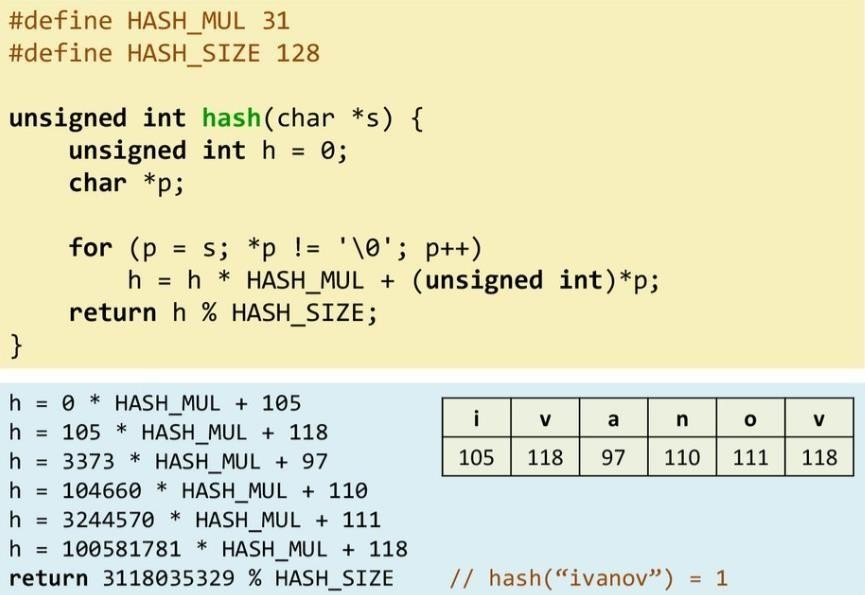 #define HASH_MUL 31
#define HASH_SIZE 128
unsigned int hash(char *s) {
    unsigned int h = 0;
    char *p;
    for (p = s; *p != '\0'; p++)
        h = h * HASH_MUL + (unsigned int)*p;
    return h % HASH_SIZE;
}
h = 0 * HASH_MUL + 105
h = 105 * HASH_MUL + 118
h = 3373 * HASH_MUL + 97
h = 104660 * HASH_MUL + 110
h = 3244570 * HASH_MUL + 111
h = 100581781 * HASH_MUL + 118
return 3118035329 % HASH_SIZE
i v a n o v
105 118 97 110 111 118
// hash(“ivanov”) = 1